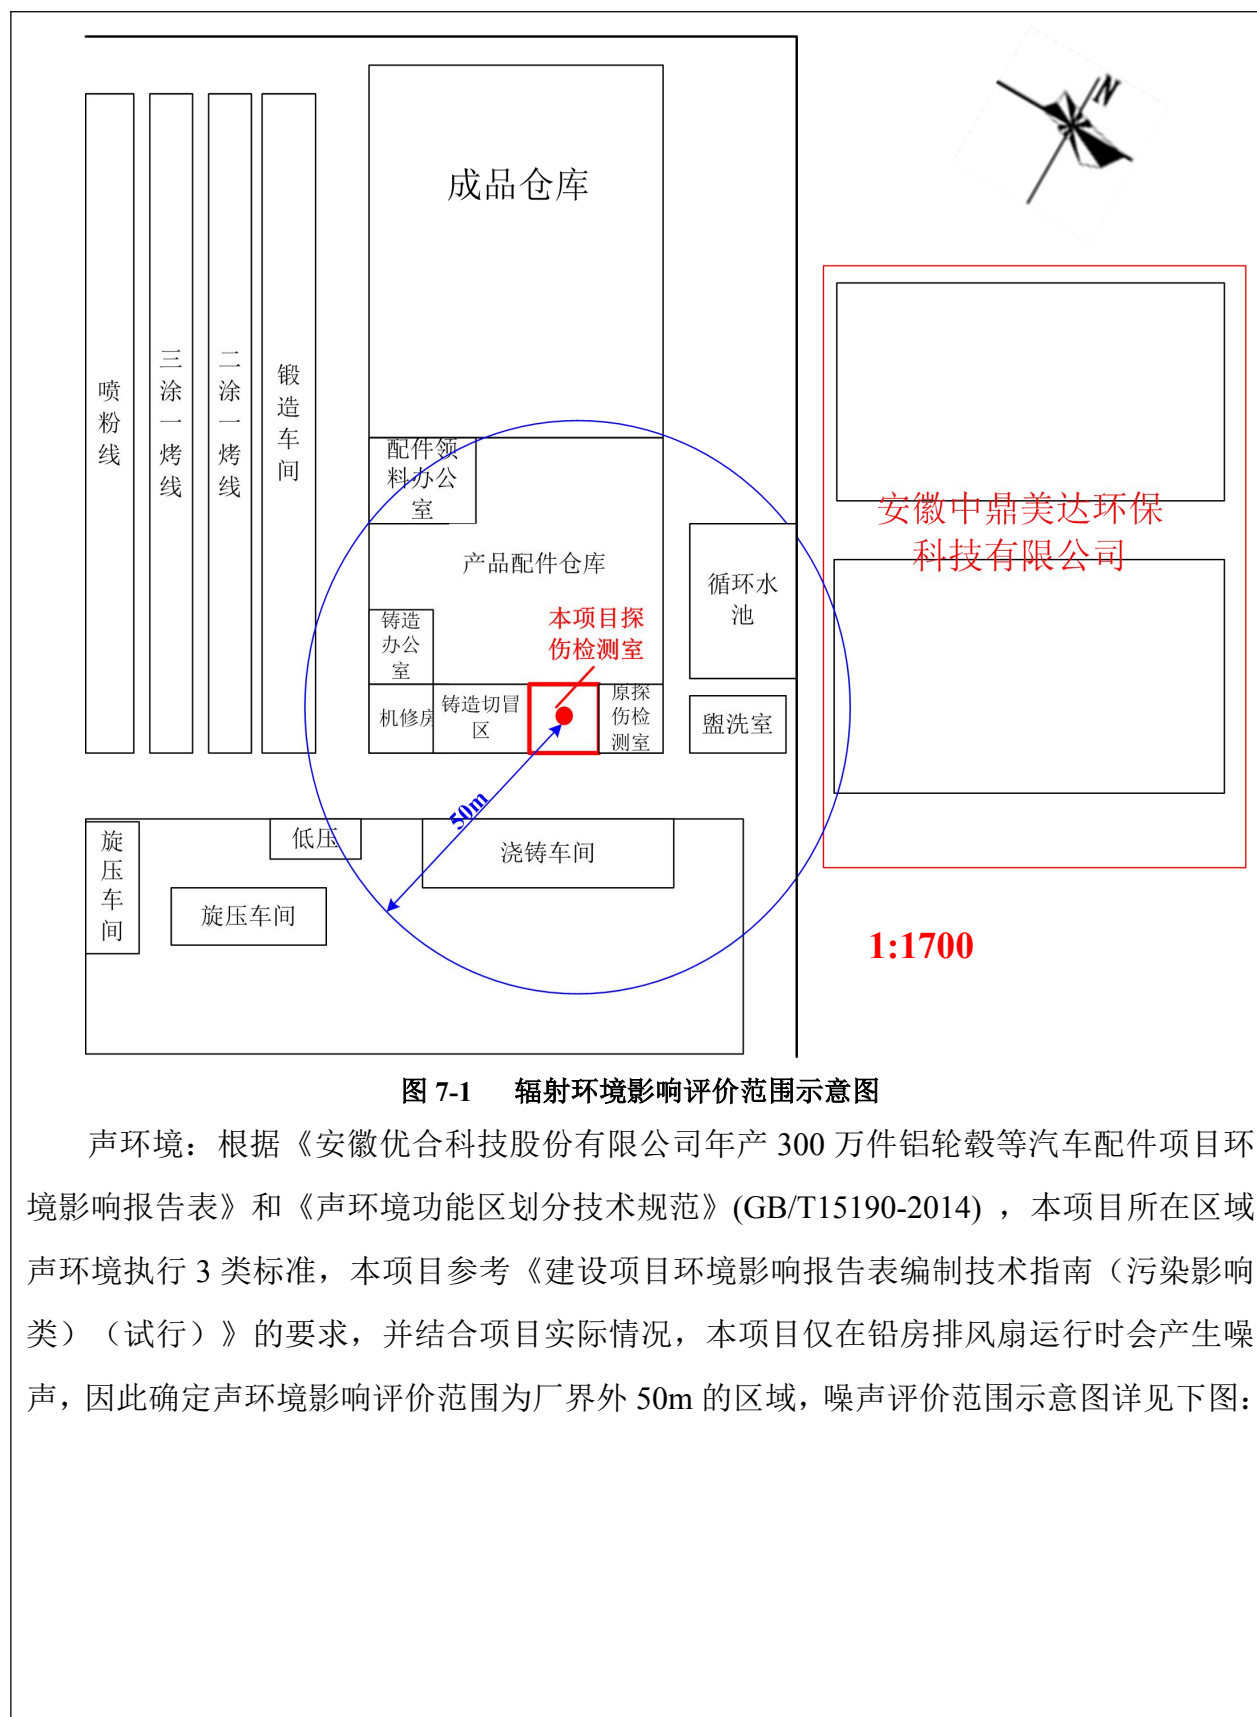 N
成品仓库
喷粉线
三涂一烤线
二涂一烤线
锻造车间
配件领
料办公
室
安徽中鼎美达环保
科技有限公司
产品配件仓库
循环水
池
铸造
办公
室
本项目探
伤检测室
机修房
铸造切冒
区
原探
伤检
测室
盥洗室
50m
旋压车间
低压
浇铸车间
旋压车间
1:1700
图 7-1 辐射环境影响评价范围示意图
声环境：根据《安徽优合科技股份有限公司年产 300 万件铝轮毂等汽车配件项目环
境影响报告表》和《声环境功能区划分技术规范》(GB/T15190-2014) ，本项目所在区域
声环境执行 3 类标准，本项目参考《建设项目环境影响报告表编制技术指南（污染影响
类）（试行）》的要求，并结合项目实际情况，本项目仅在铅房排风扇运行时会产生噪
声，因此确定声环境影响评价范围为厂界外 50m 的区域，噪声评价范围示意图详见下图：